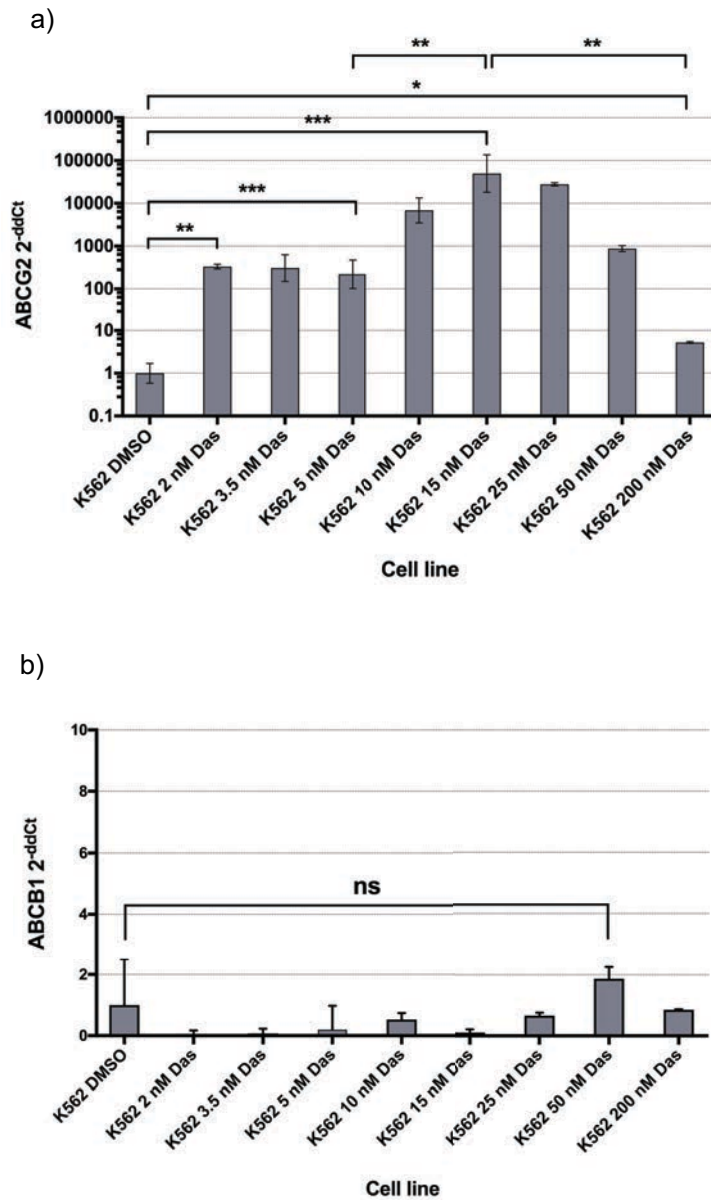 a)
**
**
*
***
***
**
1000000
100000
10000
1000
100
10
1
0.1
ABCG2 2^-ddCt
K562 DMSO
K562 2 nM Das
K562 3.5 nM Das
K562 5 nM Das
K562 10 nM Das
K562 15 nM Das
K562 25 nM Das
K562 50 nM Das
K562 200 nM Das
Cell line
b)
10
8
6
4
2
0
ns
ABCB1 2^-ddCt
K562 DMSO
K562 2 nM Das
K562 3.5 nM Das
K562 5 nM Das
K562 10 nM Das
K562 15 nM Das
K562 25 nM Das
K562 50 nM Das
K562 200 nM Das
Cell line